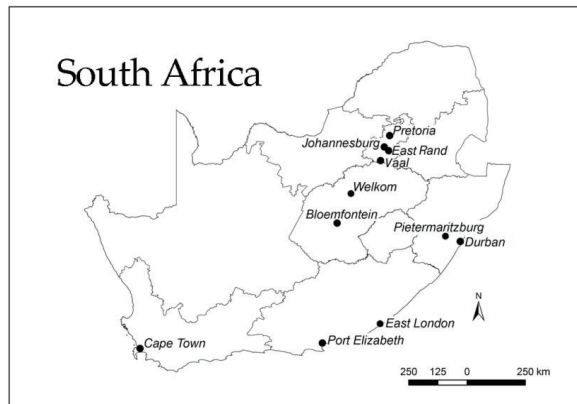 South Africa
Pretoria
Johannesburg
East Rand
Vaal
Welkom
Bloemfontein
Pietermaritzburg
Durban
N
East London
Port Elizabeth
Cape Town
250 125 0 250 km